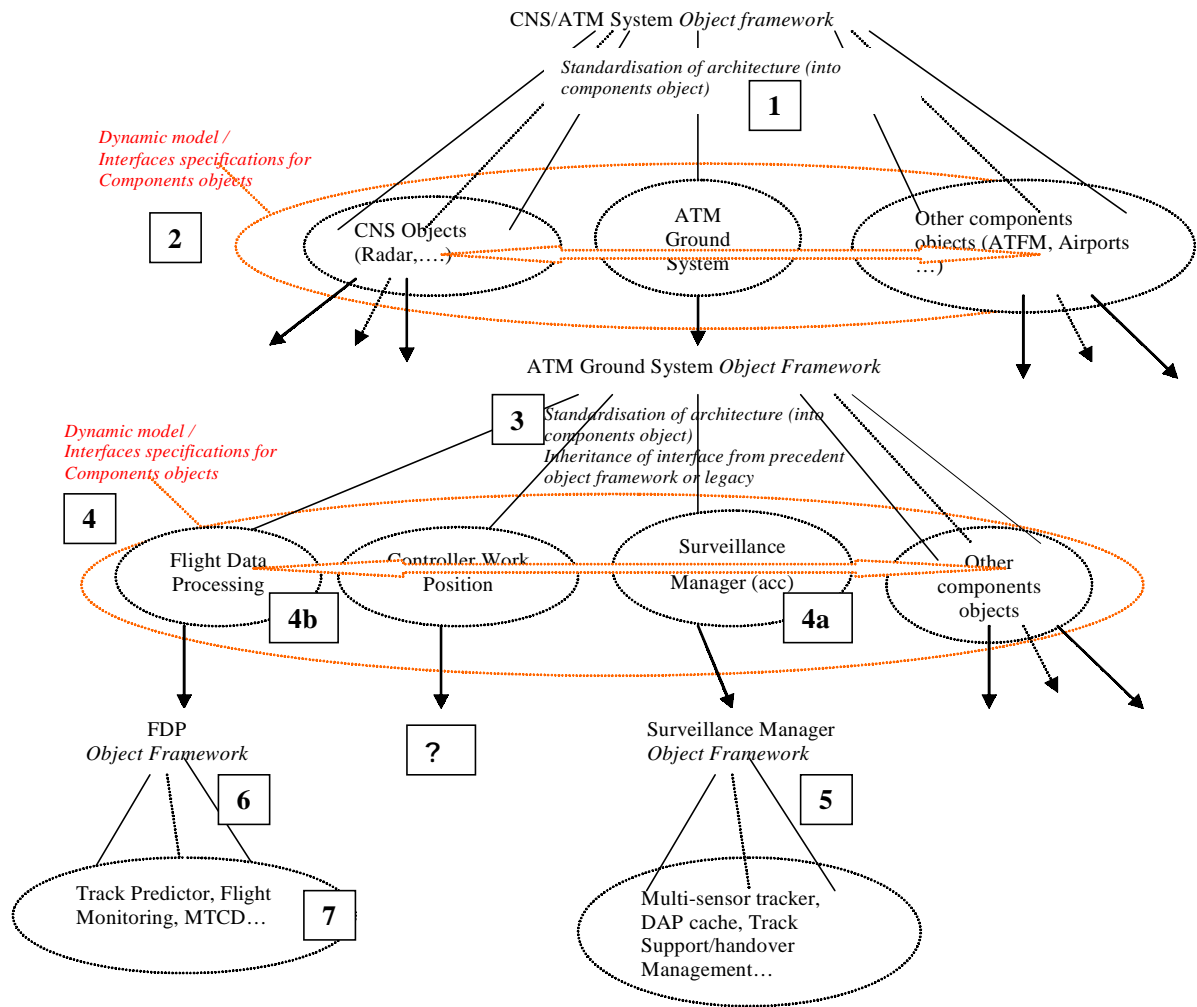 CNS/ATM System Object framework
Standardisation of architecture (into
components object)
1
Dynamic model /
Interfaces specifications for
Components objects
2
CNS Objects
(Radar,….)
ATM
Ground
System
Other components
objects (ATFM, Airports
…)
ATM Ground System Object Framework
3
Standardisation of architecture (into
components object)
Inheritance of interface from precedent
object framework or legacy
Dynamic model /
Interfaces specifications for
Components objects
4
Flight Data
Processing
4b
Controller Work
Position
Surveillance
Manager (acc)
4a
Other
components
objects
FDP
Object Framework
?
Surveillance Manager
Object Framework
6
5
Track Predictor, Flight
Monitoring, MTCD…
7
Multi-sensor tracker,
DAP cache, Track
Support/handover
Management…